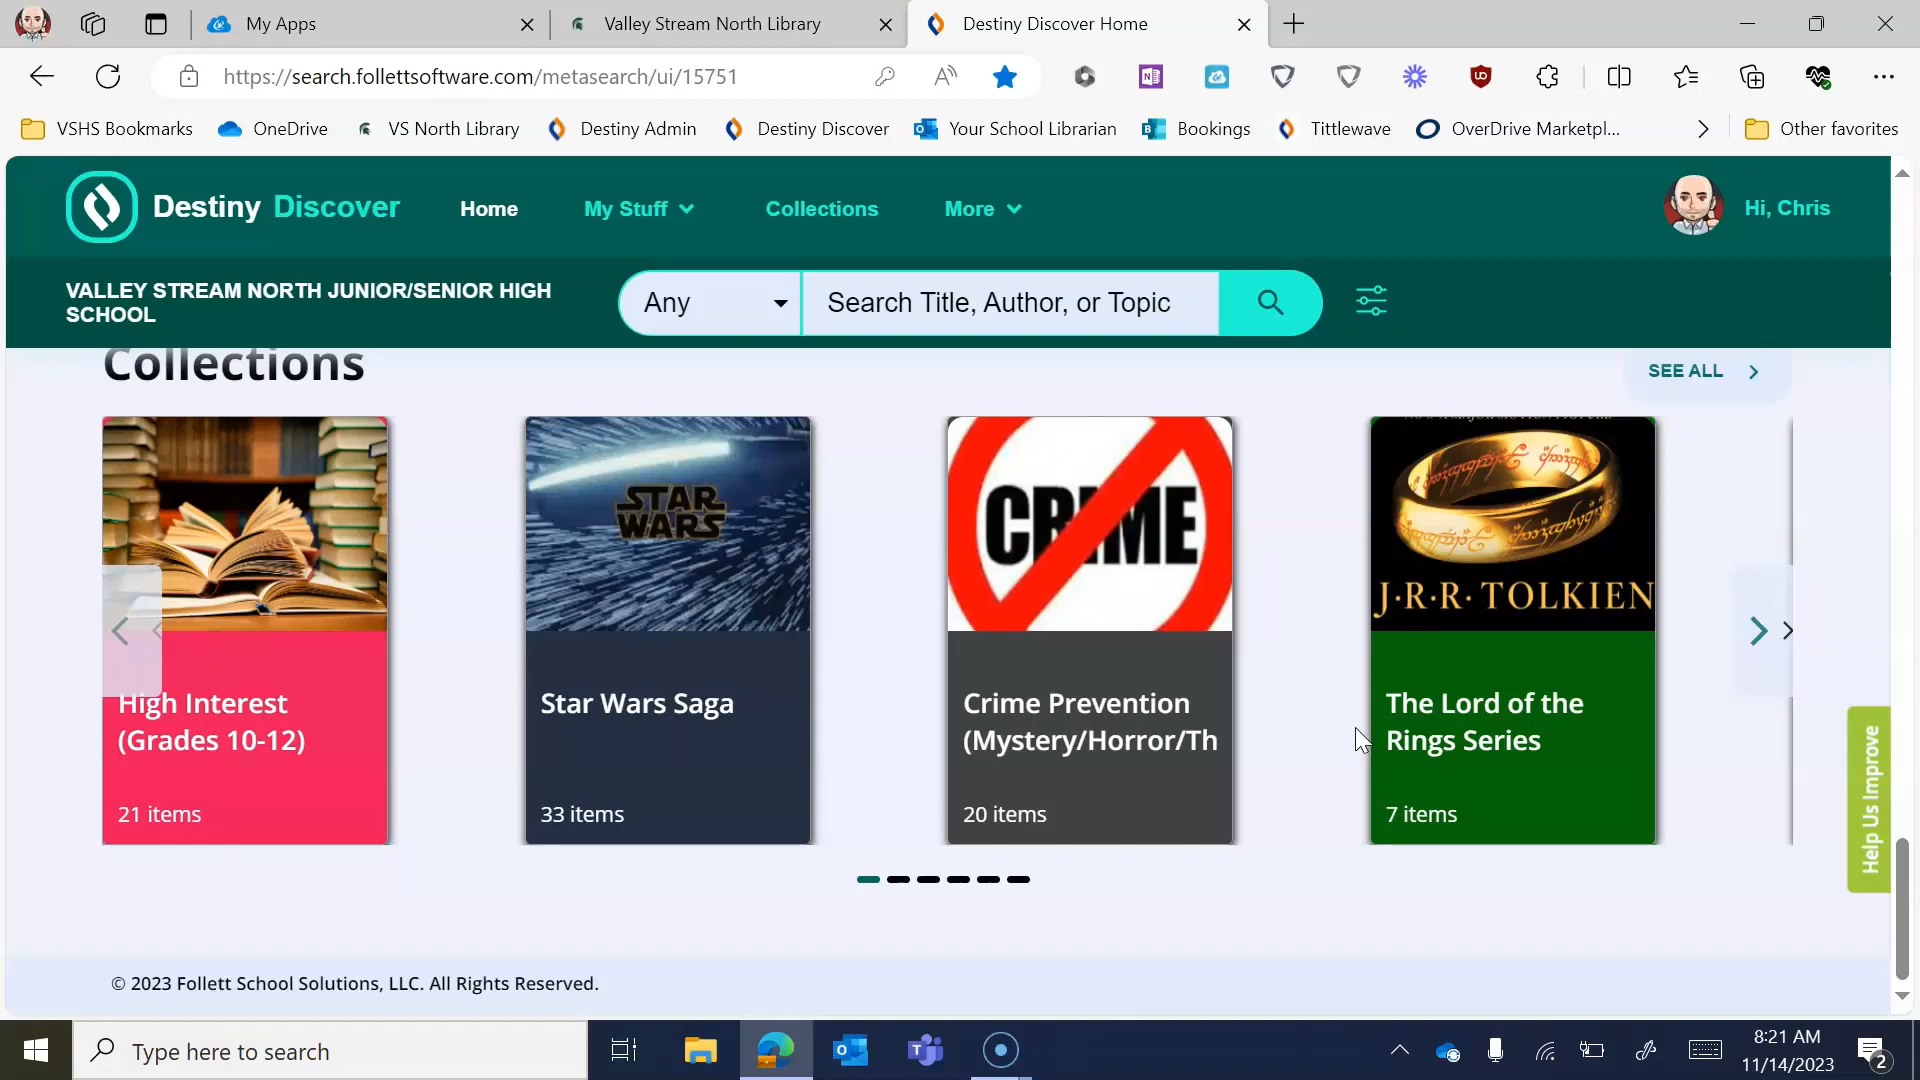 My Apps
Valley Stream North Library
Destiny Discover Home
https://search.follettsoftware.com/metasearch/ui/15751
VSHS Bookmarks
OneDrive
VS North Library
Destiny Admin
Destiny Discover
Your School Librarian
Bookings
Tittlewave
OverDrive Marketpl...
Other favorites
Destiny Discover
Home
My Stuff
Collections
More
Hi, Chris
VALLEY STREAM NORTH JUNIOR/SENIOR HIGH
SCHOOL
Any
Search Title, Author, or Topic
Collections
SEE ALL
STAR
WARS
CRIME
J·R·R·TOLKIEN
High Interest
(Grades 10-12)
21 items
Star Wars Saga
33 items
Crime Prevention
(Mystery/Horror/Th
20 items
The Lord of the
Rings Series
7 items
Help Us Improve
© 2023 Follett School Solutions, LLC. All Rights Reserved.
Type here to search
8:21 AM
11/14/2023
2